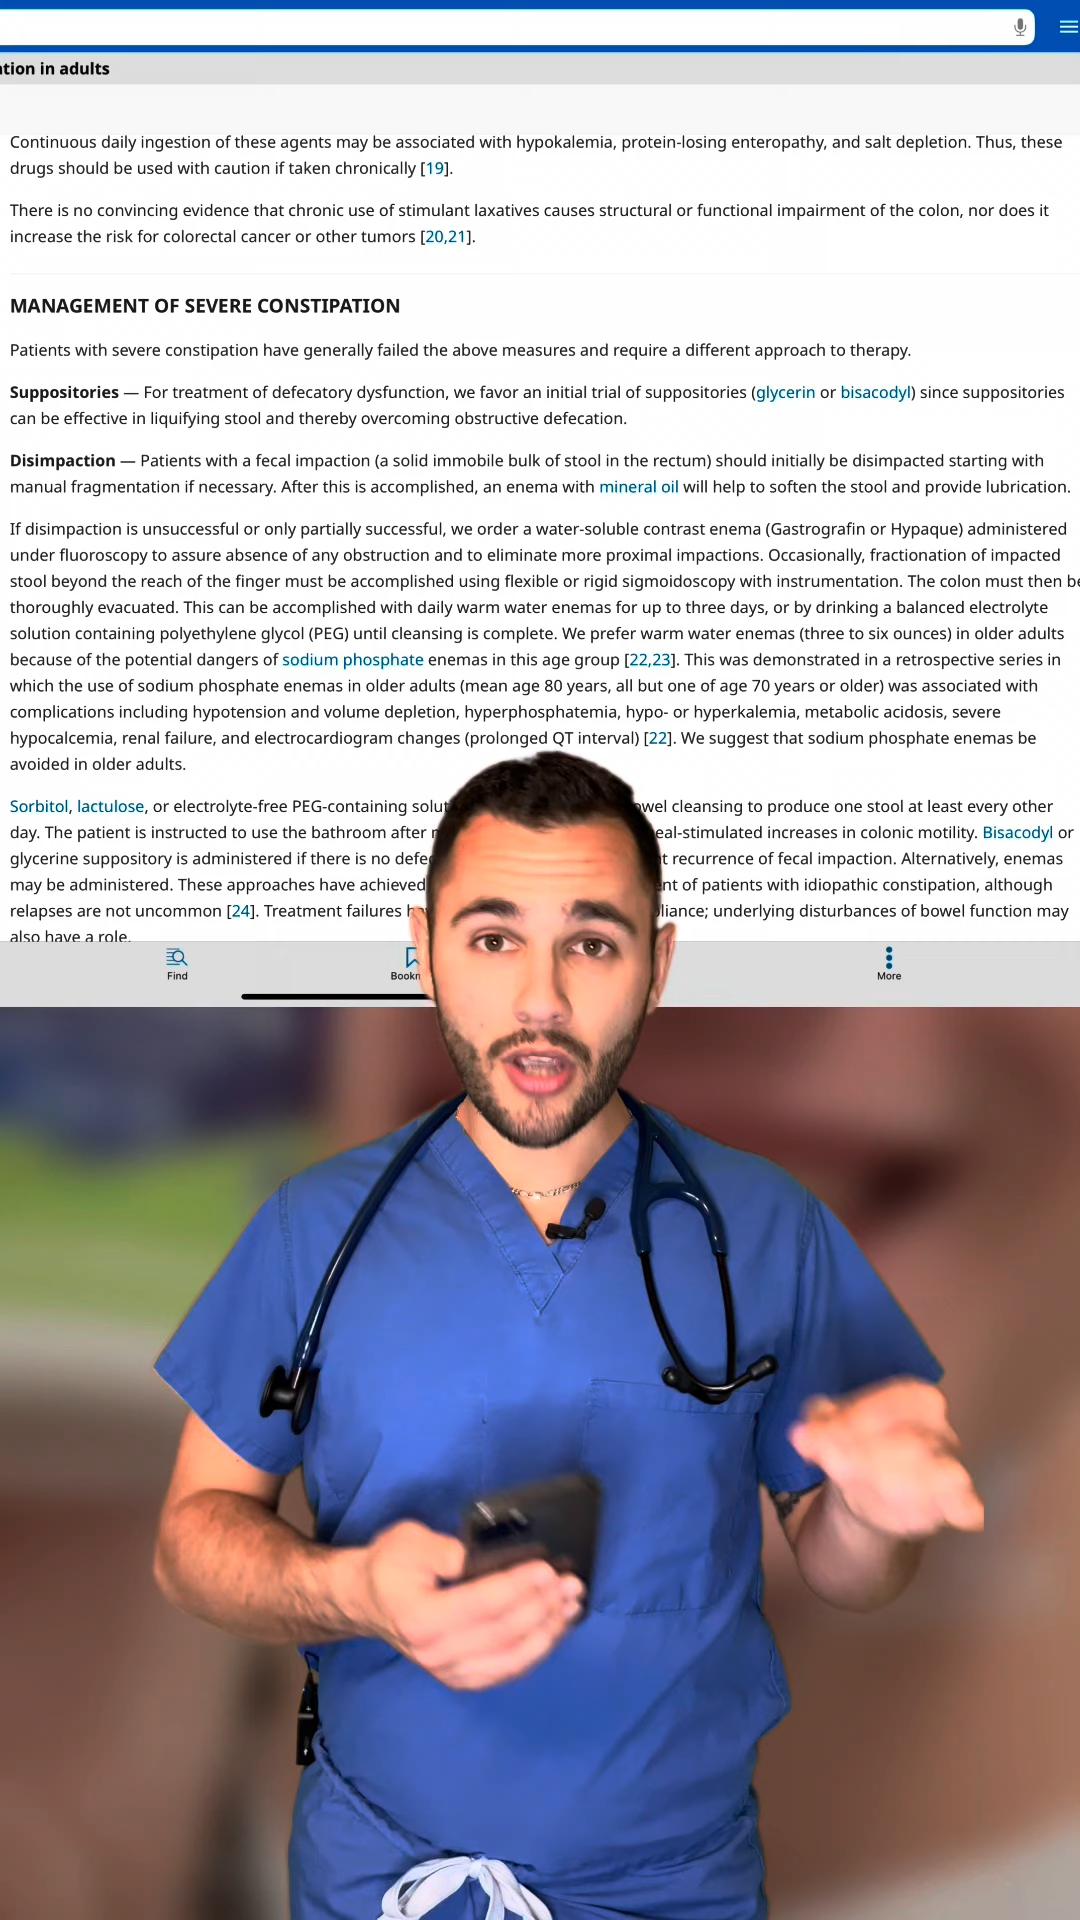 tion in adults
Continuous daily ingestion of these agents may be associated with hypokalemia, protein-losing enteropathy, and salt depletion. Thus, these
drugs should be used with caution if taken chronically [19].
There is no convincing evidence that chronic use of stimulant laxatives causes structural or functional impairment of the colon, nor does it
increase the risk for colorectal cancer or other tumors [20,21].
MANAGEMENT OF SEVERE CONSTIPATION
Patients with severe constipation have generally failed the above measures and require a different approach to therapy.
Suppositories — For treatment of defecatory dysfunction, we favor an initial trial of suppositories (glycerin or bisacodyl) since suppositories
can be effective in liquifying stool and thereby overcoming obstructive defecation.
Disimpaction — Patients with a fecal impaction (a solid immobile bulk of stool in the rectum) should initially be disimpacted starting with
manual fragmentation if necessary. After this is accomplished, an enema with mineral oil will help to soften the stool and provide lubrication.
If disimpaction is unsuccessful or only partially successful, we order a water-soluble contrast enema (Gastrografin or Hypaque) administered
under fluoroscopy to assure absence of any obstruction and to eliminate more proximal impactions. Occasionally, fractionation of impacted
stool beyond the reach of the finger must be accomplished using flexible or rigid sigmoidoscopy with instrumentation. The colon must then be
thoroughly evacuated. This can be accomplished with daily warm water enemas for up to three days, or by drinking a balanced electrolyte
solution containing polyethylene glycol (PEG) until cleansing is complete. We prefer warm water enemas (three to six ounces) in older adults
because of the potential dangers of sodium phosphate enemas in this age group [22,23]. This was demonstrated in a retrospective series in
which the use of sodium phosphate enemas in older adults (mean age 80 years, all but one of age 70 years or older) was associated with
complications including hypotension and volume depletion, hyperphosphatemia, hypo- or hyperkalemia, metabolic acidosis, severe
hypocalcemia, renal failure, and electrocardiogram changes (prolonged QT interval) [22]. We suggest that sodium phosphate enemas be
avoided in older adults.
Sorbitol, lactulose, or electrolyte-free PEG-containing solut owel cleansing to produce one stool at least every other
day. The patient is instructed to use the bathroom after eal-stimulated increases in colonic motility. Bisacodyl or
glycerine suppository is administered if there is no defec t recurrence of fecal impaction. Alternatively, enemas
may be administered. These approaches have achieved ent of patients with idiopathic constipation, although
relapses are not uncommon [24]. Treatment failures liance; underlying disturbances of bowel function may
also have a role.
Find Bookm More